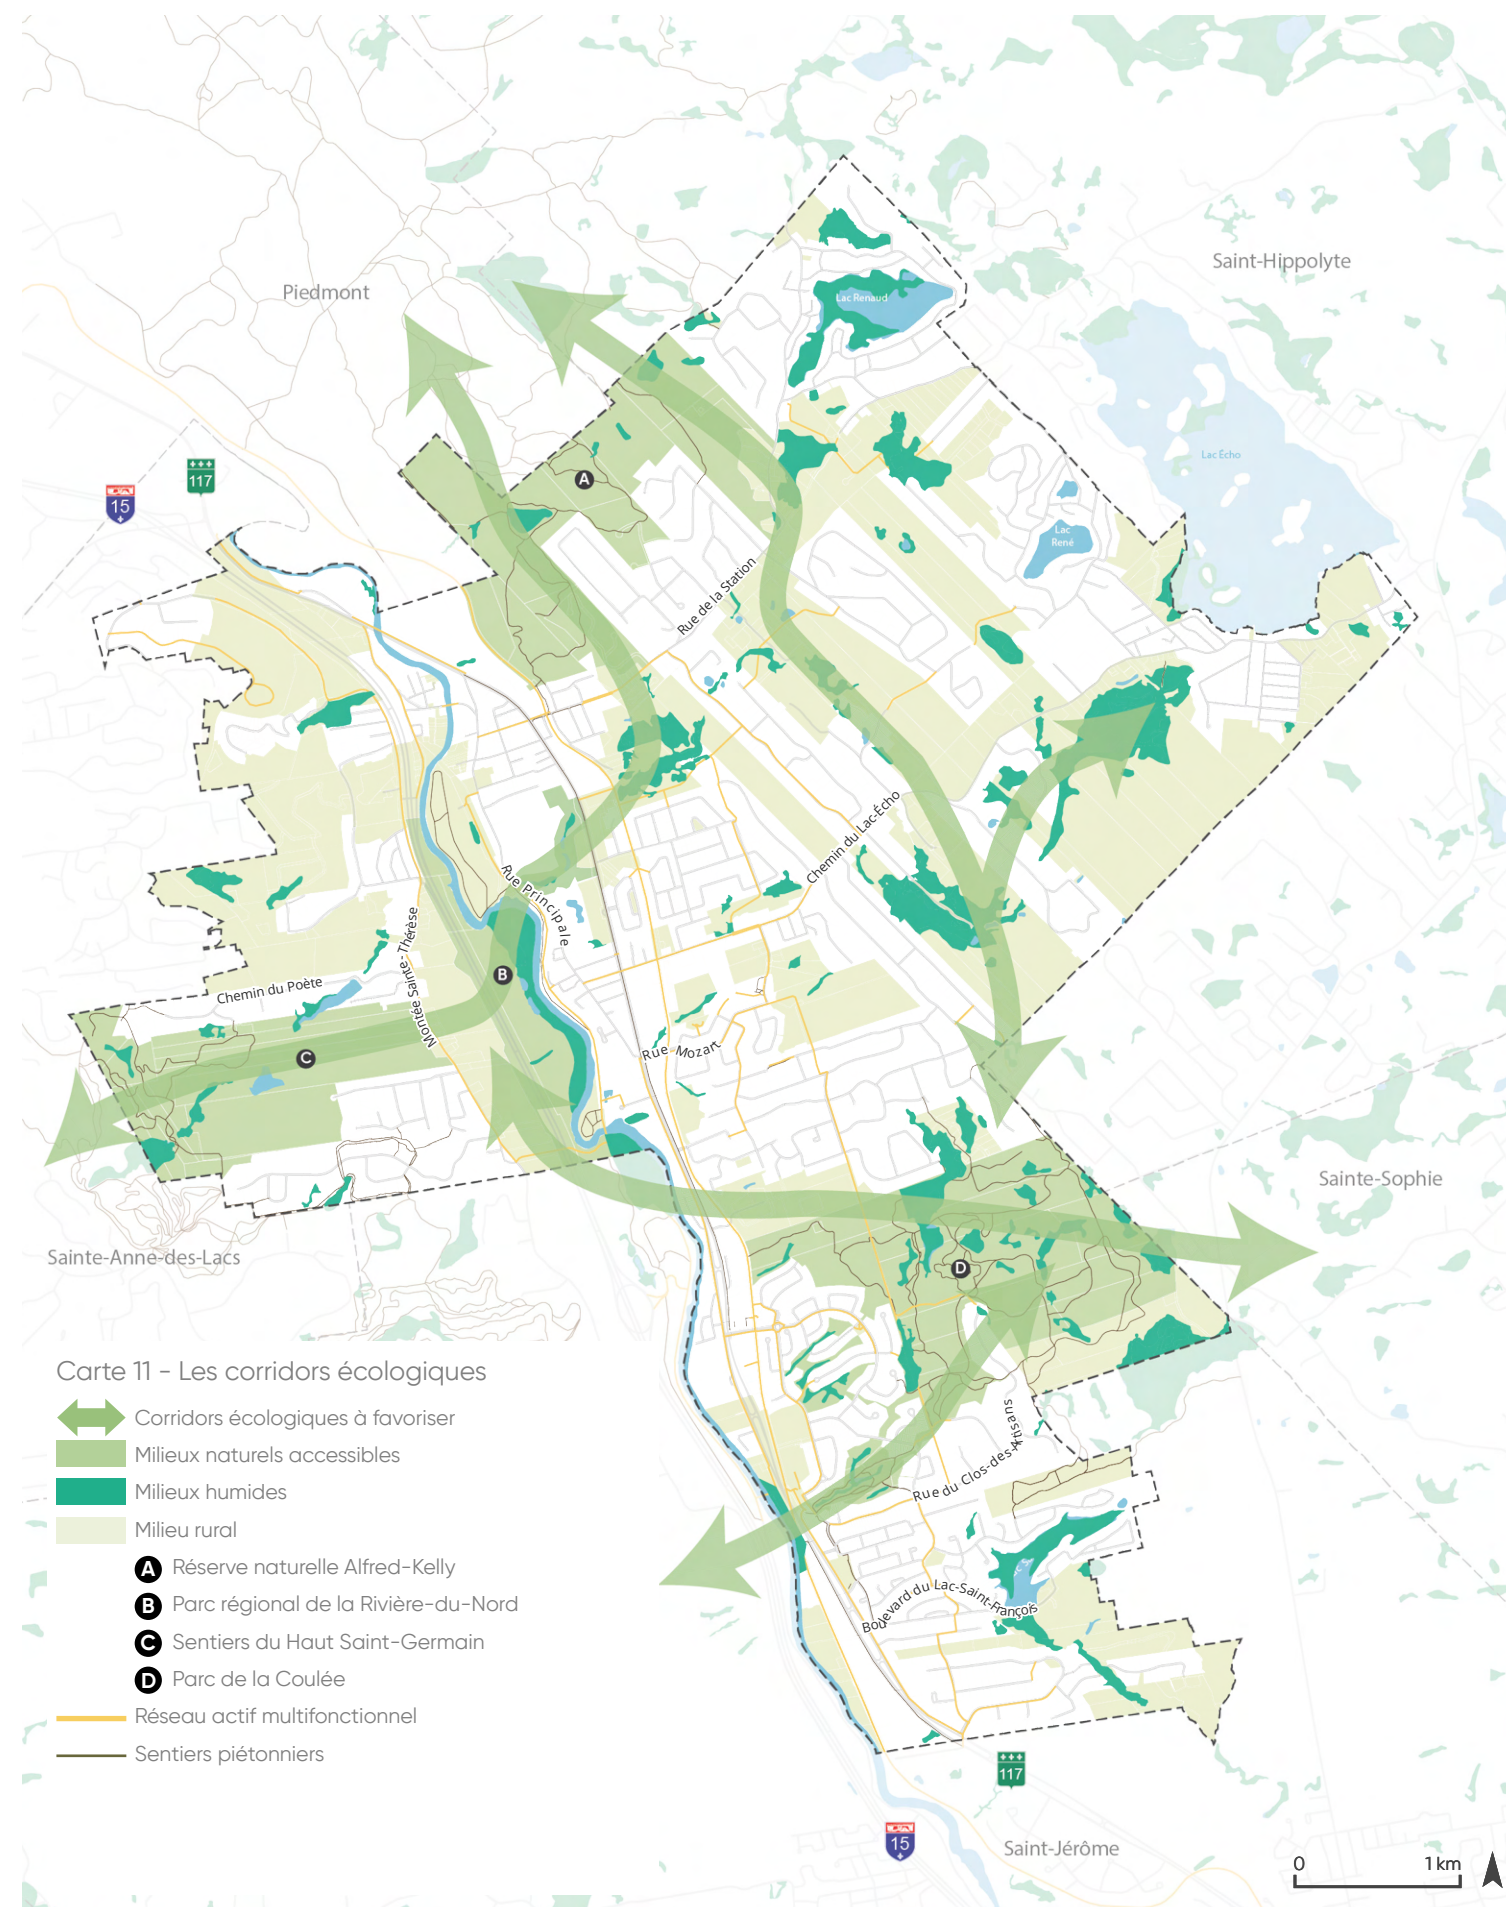 Saint-Hippolyte
Piedmont
Lac Renaud
Lac Écho
117
15
A
Lac
René
Rue de la Station
Chemin du Lac-Écho
Rue Principale
Montée Sainte-Thérèse
B
Chemin du Poète
C
Rue Mozart
Sainte-Sophie
Sainte-Anne-des-Lacs
D
Rue du Clos-des-Artisans
Boulevard du Lac-Saint-François
Carte 11 - Les corridors écologiques
Corridors écologiques à favoriser
Milieux naturels accessibles
Milieux humides
Milieu rural
A Réserve naturelle Alfred-Kelly
B Parc régional de la Rivière-du-Nord
C Sentiers du Haut Saint-Germain
D Parc de la Coulée
Réseau actif multifonctionnel
Sentiers piétonniers
117
15
Saint-Jérôme
0 1 km